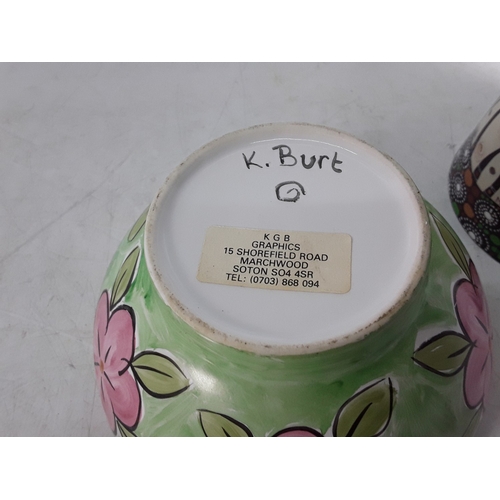 K. Burt
K G B
GRAPHICS
15 SHOREFIELD ROAD
MARCHWOOD
SOTON SO4 4SR
TEL: (0703) 868 094